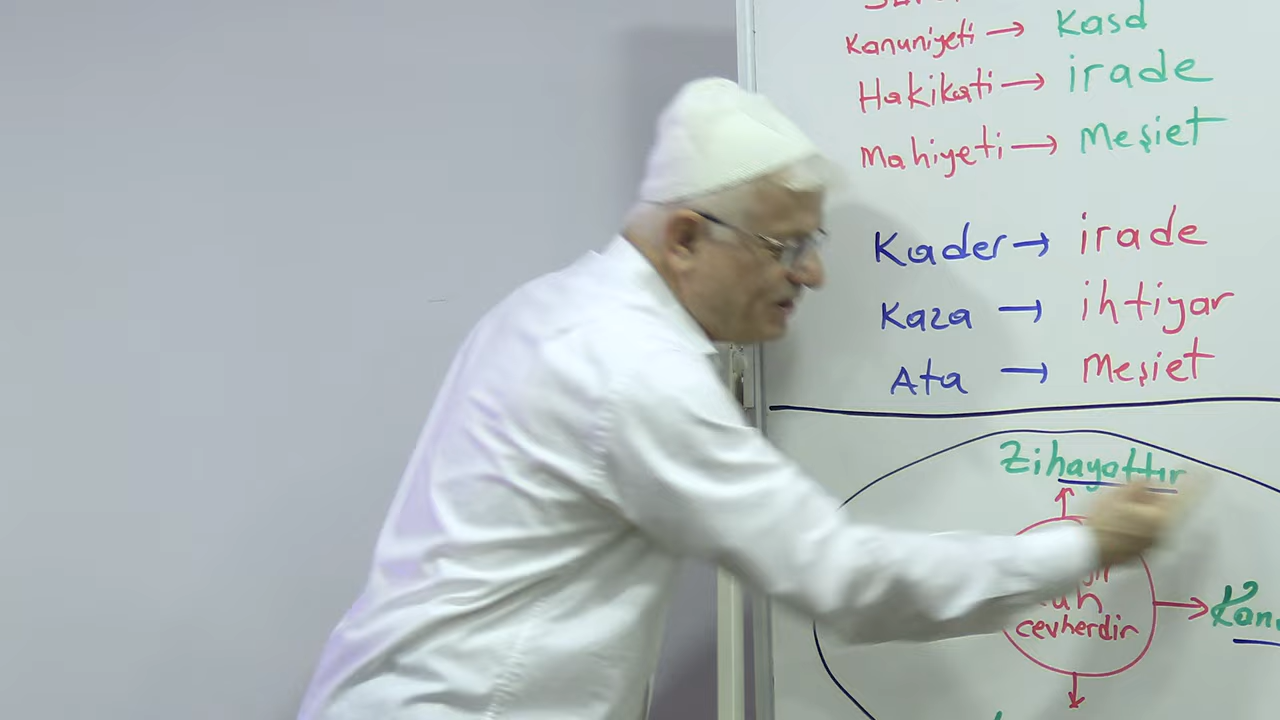 Kanuniyeti → Kasd
Hakikati → irade
Mahiyeti → Meşiet
Kader → irade
Kaza → ihtiyar
Ata → Meşiet
Zihayattır
cevherdir